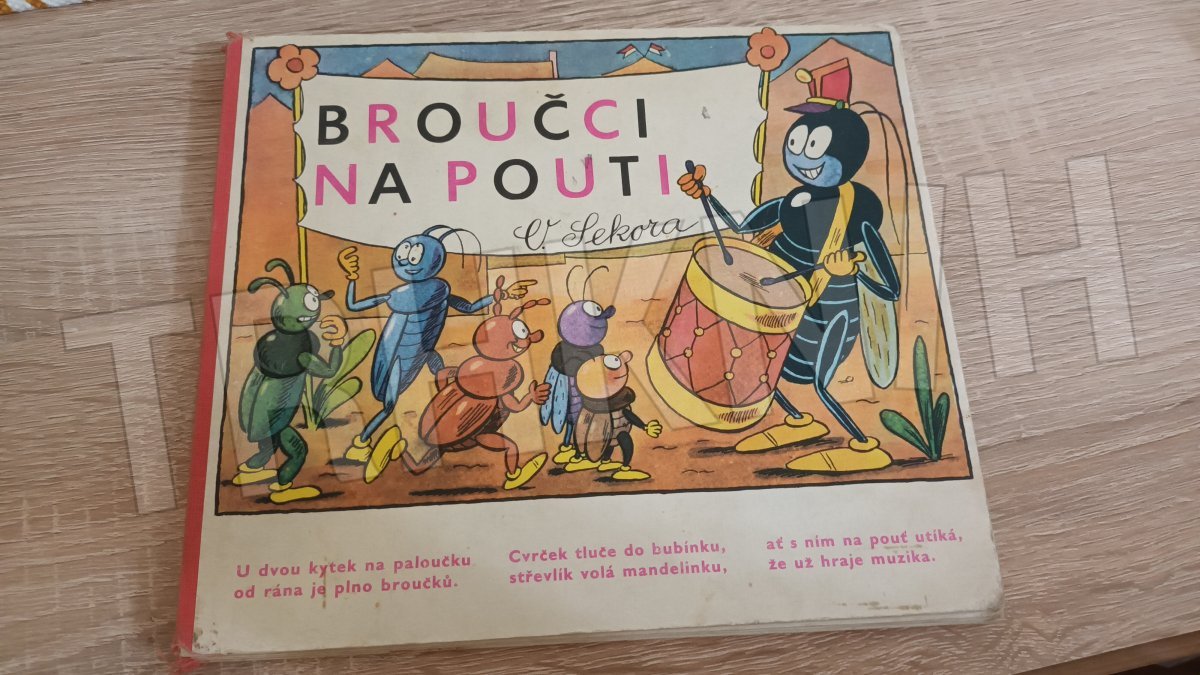 BROUČCI
NA POUTI
V. Sekora
U dvou kytek na paloučku
od rána je plno broučků.
Cvrček tluče do bubínku,
střevlík volá mandelinku,
ať s ním na pouť utíká,
že už hraje muzika.